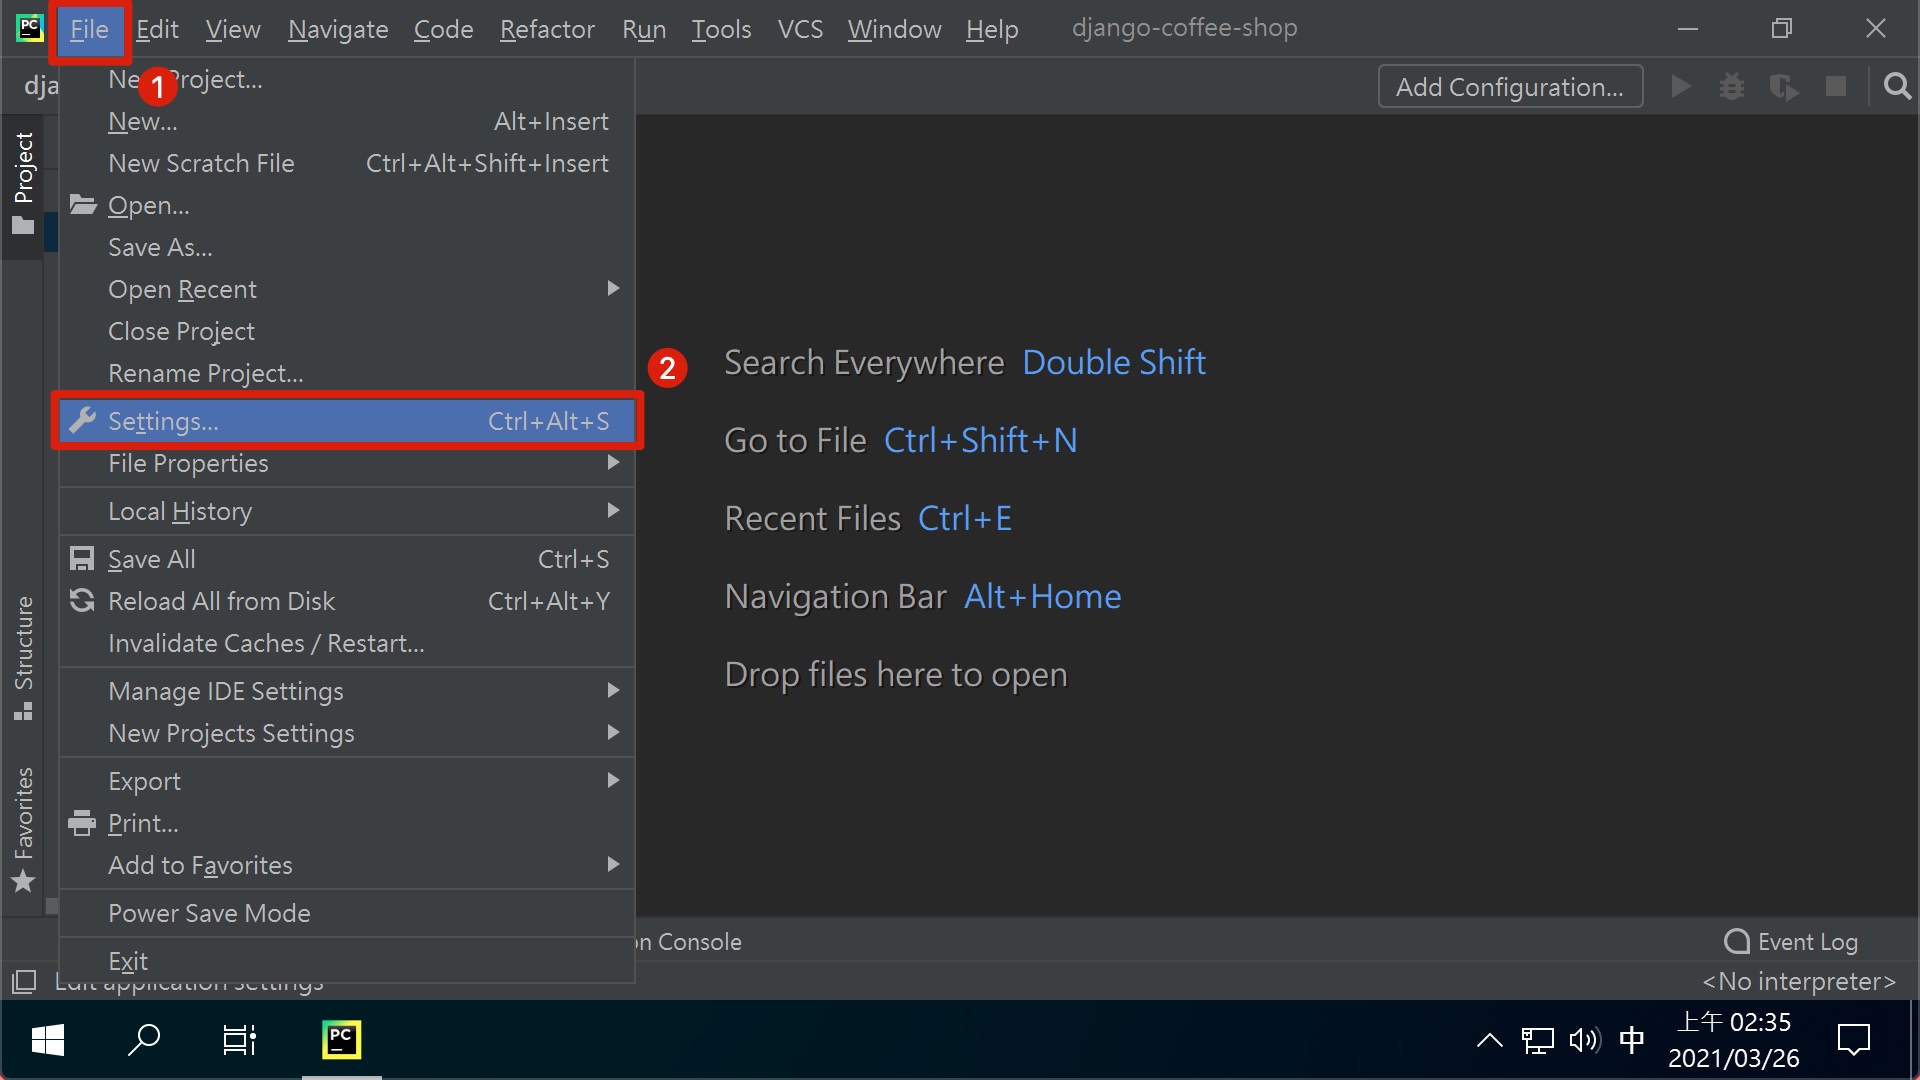 PC File Edit View Navigate Code Refactor Run Tools VCS Window Help django-coffee-shop
dja
1
Project...
Add Configuration...
New... Alt+Insert
New Scratch File Ctrl+Alt+Shift+Insert
Open...
Save As...
Open Recent
Close Project
Rename Project...
Settings... Ctrl+Alt+S
File Properties
Local History
Save All Ctrl+S
Reload All from Disk Ctrl+Alt+Y
Invalidate Caches / Restart...
Manage IDE Settings
New Projects Settings
Export
Print...
Add to Favorites
Power Save Mode
Exit
Project
Structure
Favorites
2
Search Everywhere Double Shift
Go to File Ctrl+Shift+N
Recent Files Ctrl+E
Navigation Bar Alt+Home
Drop files here to open
n Console
Event Log
Edit application settings
<No interpreter>
PC
中
上午 02:35
2021/03/26